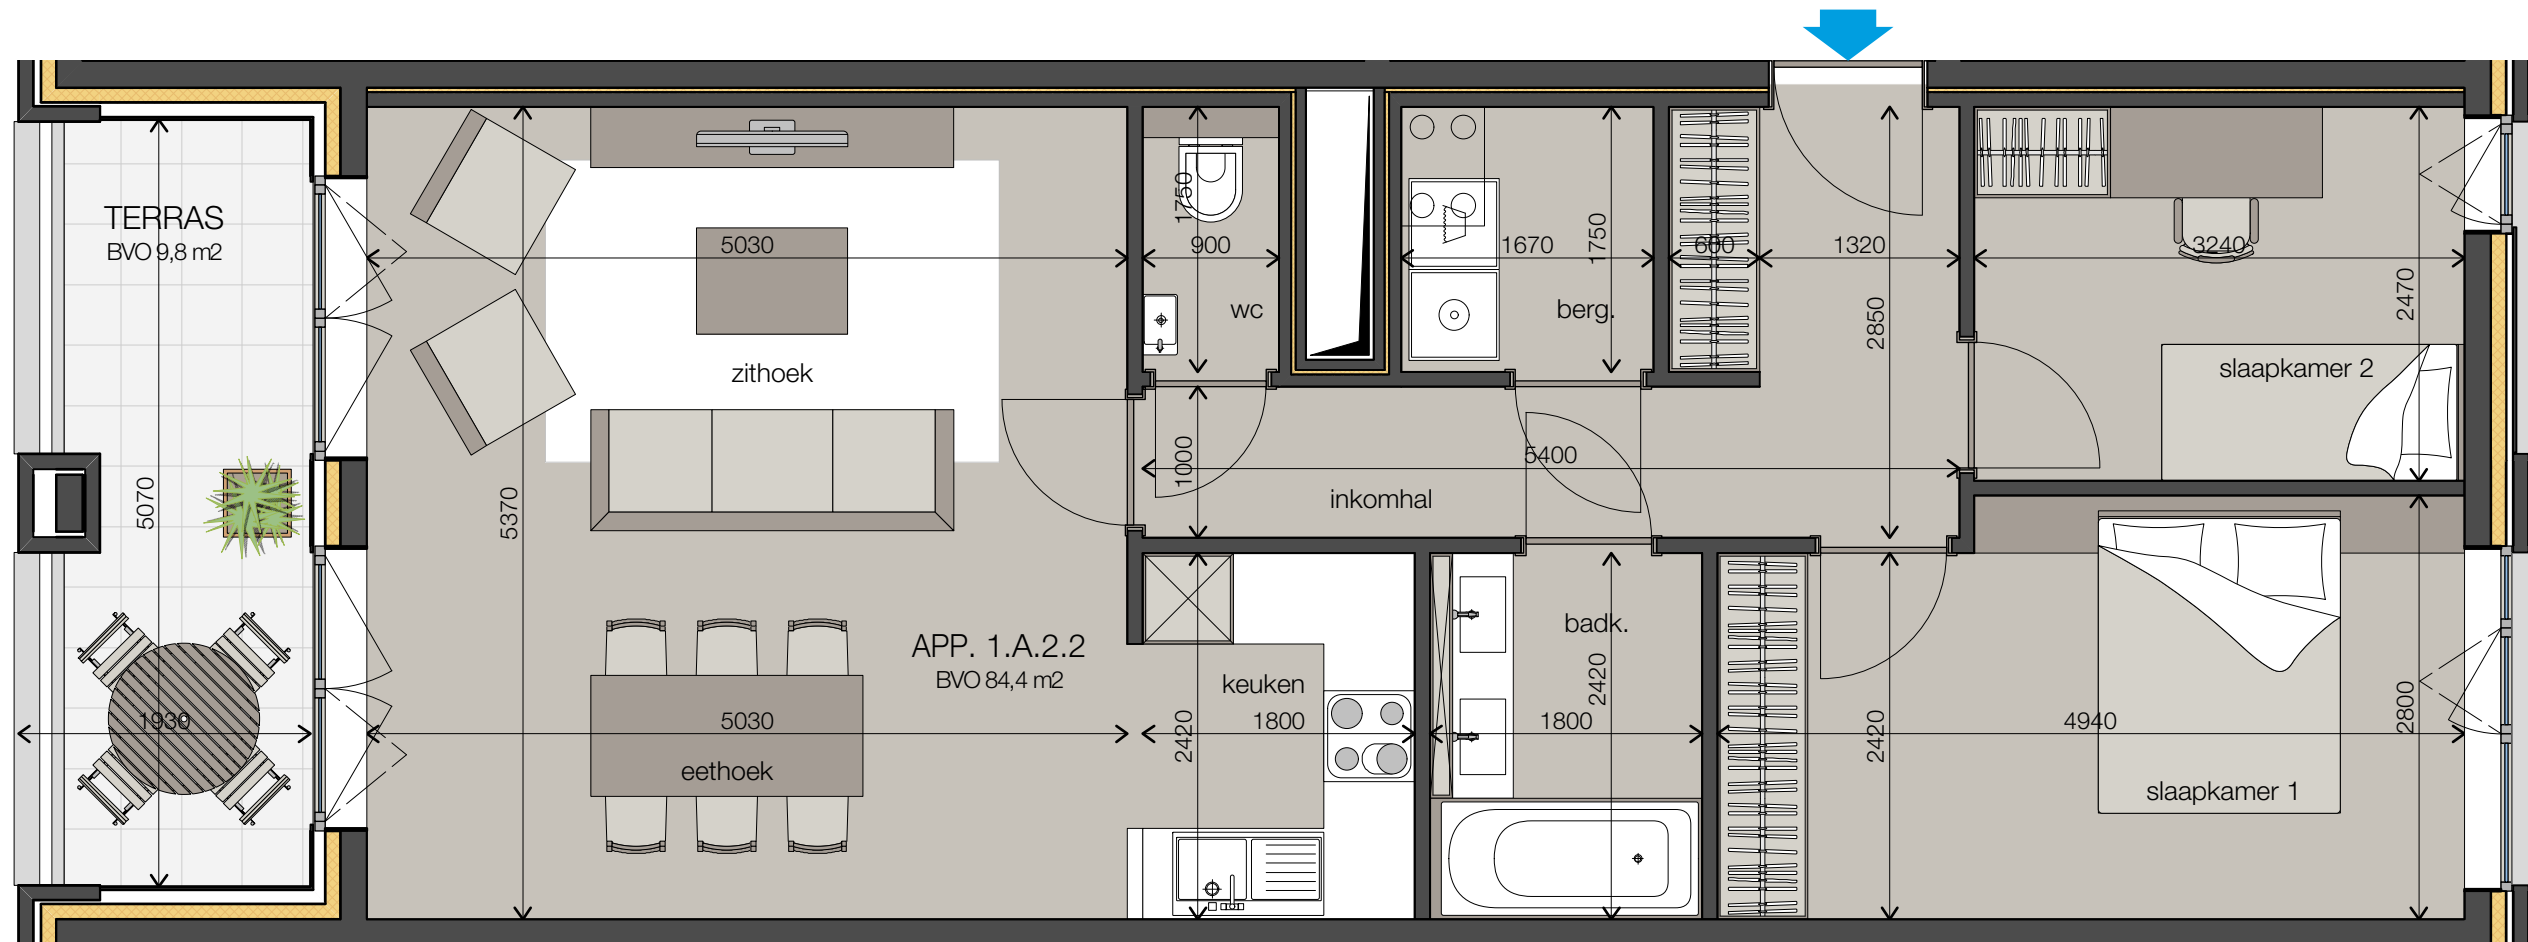 TERRAS
BVO 9,8 m2
5030
1750
900
wc
1670
1750
berg.
600
1320
2850
3240
2470
zithoek
slaapkamer 2
5070
5370
1000
5400
inkomhal
APP. 1.A.2.2
BVO 84,4 m2
keuken
badk.
2420
1930
5030
eethoek
2420
1800
1800
2420
4940
2800
slaapkamer 1